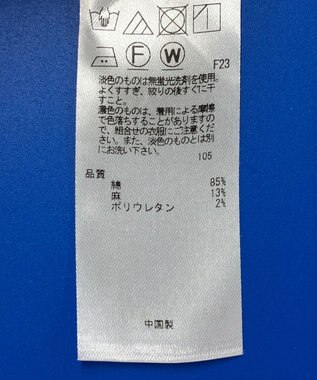 F W
F23
淡色のものは無蛍光洗剤を使用。
よくすすぎ、絞りの後すぐに干
すこと。
濃色のものは、着用による摩擦
で色落ちすることがありますの
で、組合せの衣服にご注意くださ
い。また、淡色のものとは別
にお洗い下さい。
105
品質
綿 85%
麻 13%
ポリウレタン 2%
中国製